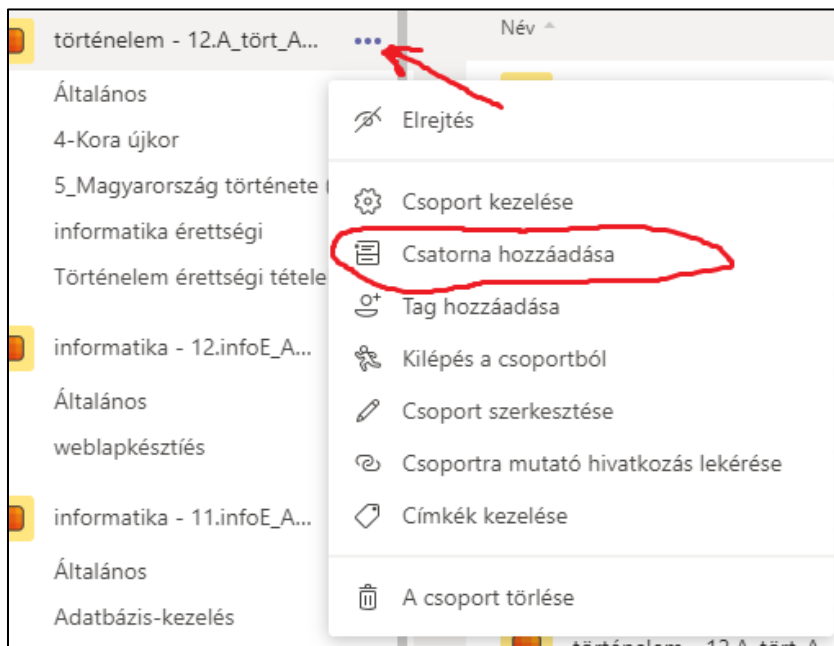 történelem - 12.A_tört_A...
Általános
4-Kora újkor
5_Magyarország története
informatika érettségi
Történelem érettségi tétele
informatika - 12.infoE_A...
Általános
weblapkésztíés
informatika - 11.infoE_A...
Általános
Adatbázis-kezelés
Név
Elrejtés
Csoport kezelése
Csatorna hozzáadása
Tag hozzáadása
Kilépés a csoportból
Csoport szerkesztése
Csoportra mutató hivatkozás lekérése
Címkék kezelése
A csoport törlése